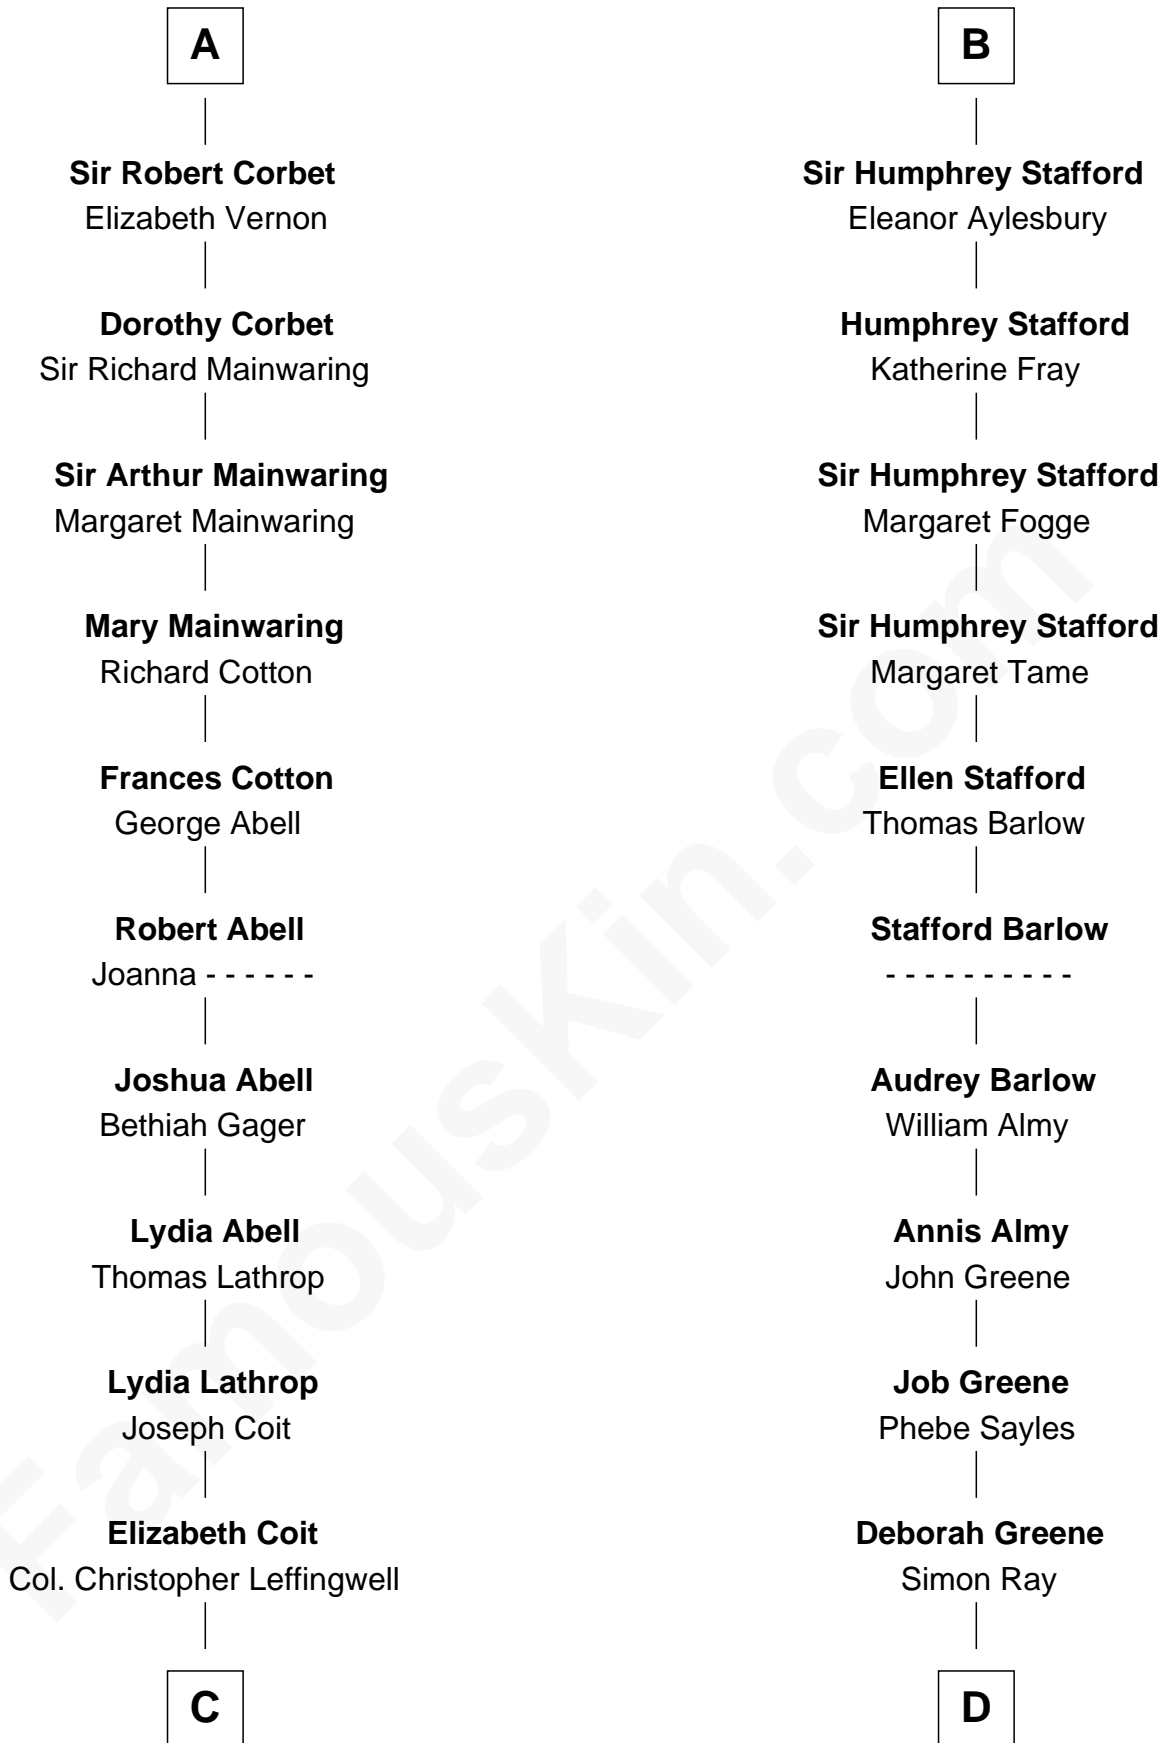 A
Sir Robert Corbet
Elizabeth Vernon
Dorothy Corbet
Sir Richard Mainwaring
Sir Arthur Mainwaring
Margaret Mainwaring
Mary Mainwaring
Richard Cotton
Frances Cotton
George Abell
Robert Abell
Joanna - - - - - -
Joshua Abell
Bethiah Gager
Lydia Abell
Thomas Lathrop
Lydia Lathrop
Joseph Coit
Elizabeth Coit
Col. Christopher Leffingwell
C
B
Sir Humphrey Stafford
Eleanor Aylesbury
Humphrey Stafford
Katherine Fray
Sir Humphrey Stafford
Margaret Fogge
Sir Humphrey Stafford
Margaret Tame
Ellen Stafford
Thomas Barlow
Stafford Barlow
- - - - - - - - - -
Audrey Barlow
William Almy
Annis Almy
John Greene
Job Greene
Phebe Sayles
Deborah Greene
Simon Ray
D
FamousKin.com